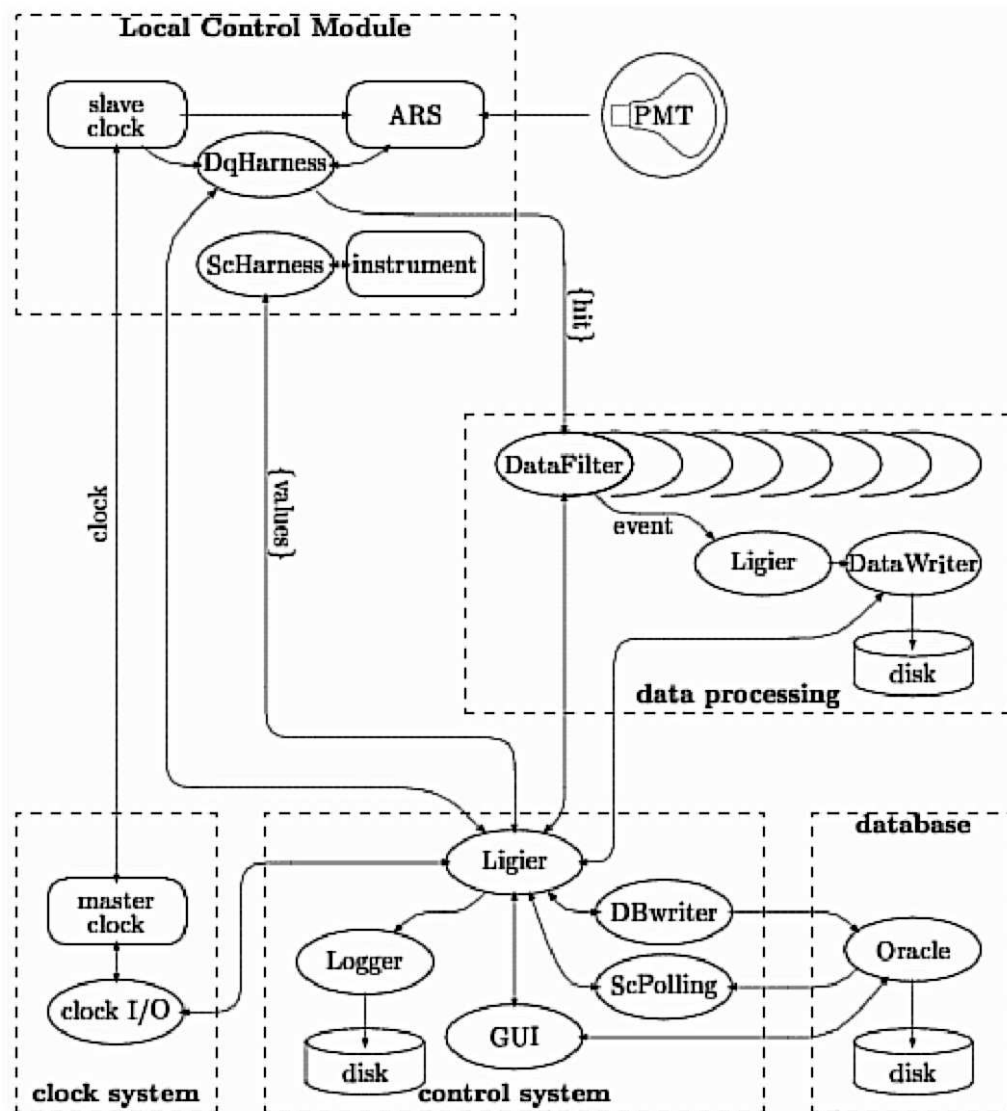 Local Control Module
slave
clock
ARS
PMT
DqHarness
ScHarness
instrument
{hit}
clock
{values}
DataFilter
event
Ligier
DataWriter
disk
data processing
Ligier
database
master
clock
DBwriter
Logger
Oracle
ScPolling
clock I/O
GUI
disk
disk
clock system
control system